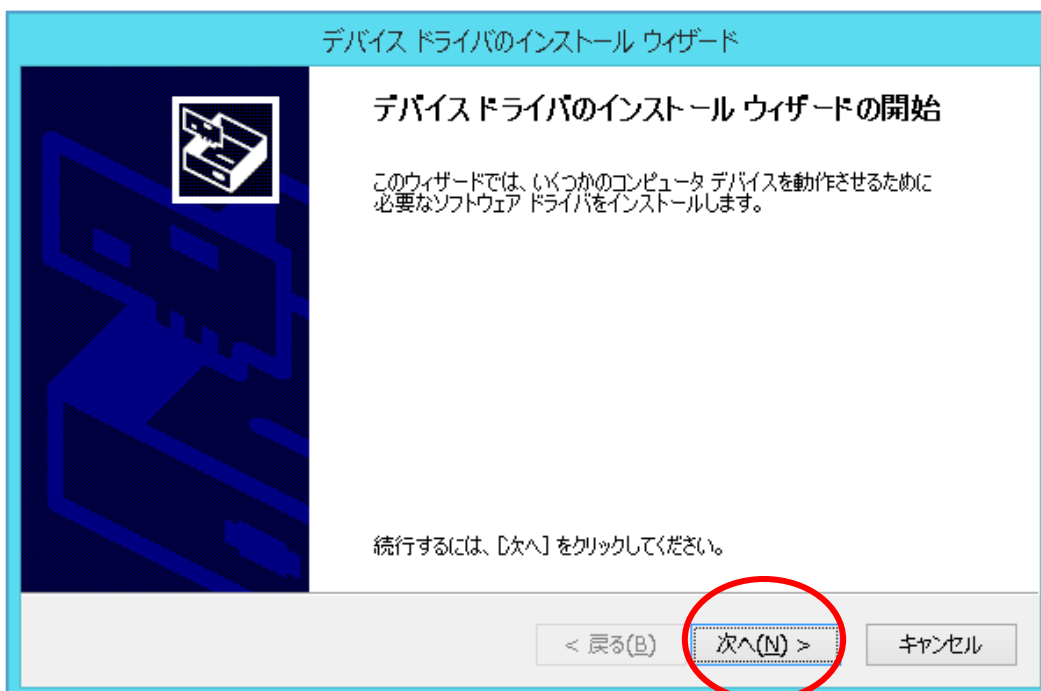 デバイス ドライバのインストール ウィザード
デバイス ドライバのインストール ウィザードの開始
このウィザードでは、いくつかのコンピュータ デバイスを動作させるために
必要なソフトウェア ドライバをインストールします。
続行するには、[次へ] をクリックしてください。
< 戻る(B) 次へ(N) > キャンセル